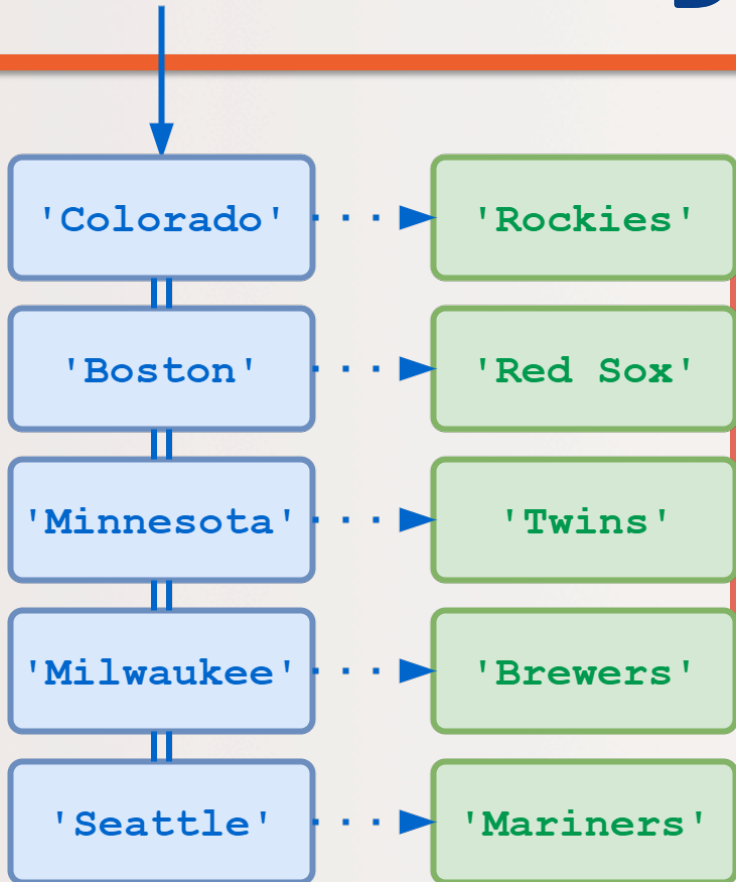 'Colorado' 'Rockies'
'Boston' 'Red Sox'
'Minnesota' 'Twins'
'Milwaukee' 'Brewers'
'Seattle' 'Mariners'